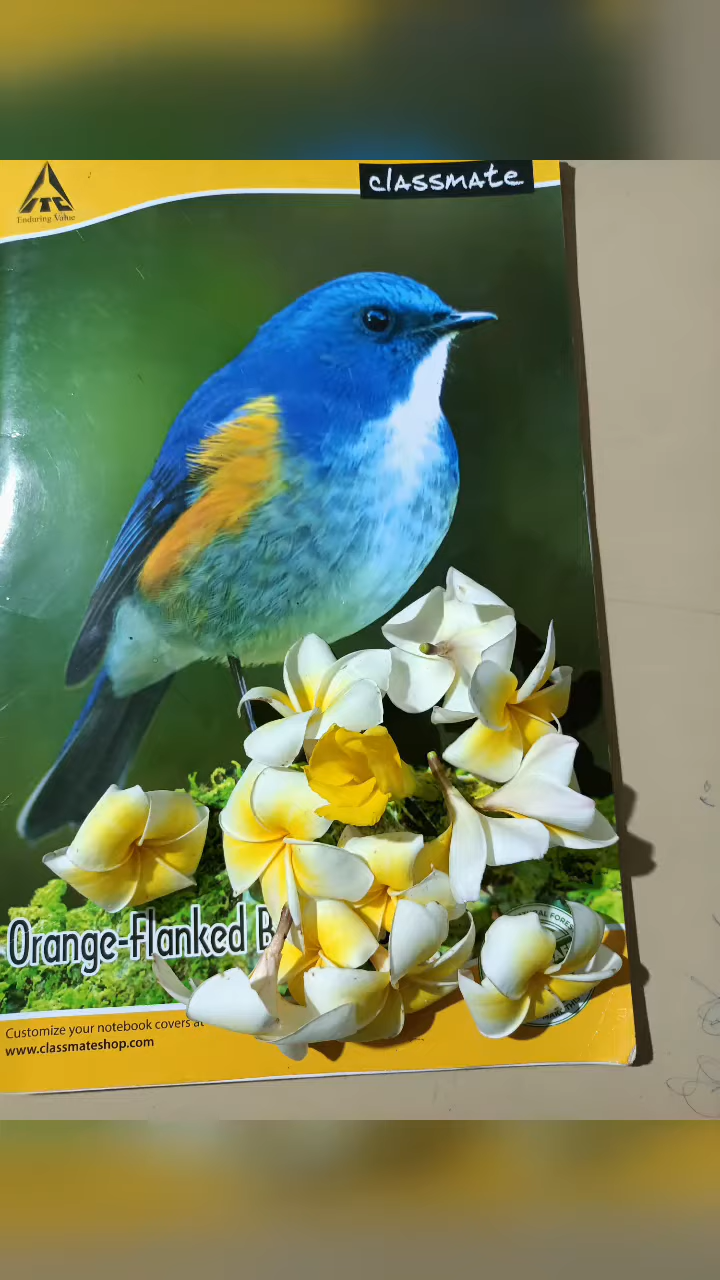 ITC
Enduring Value
classmate
Orange-Flanked B
Customize your notebook covers at
www.classmateshop.com